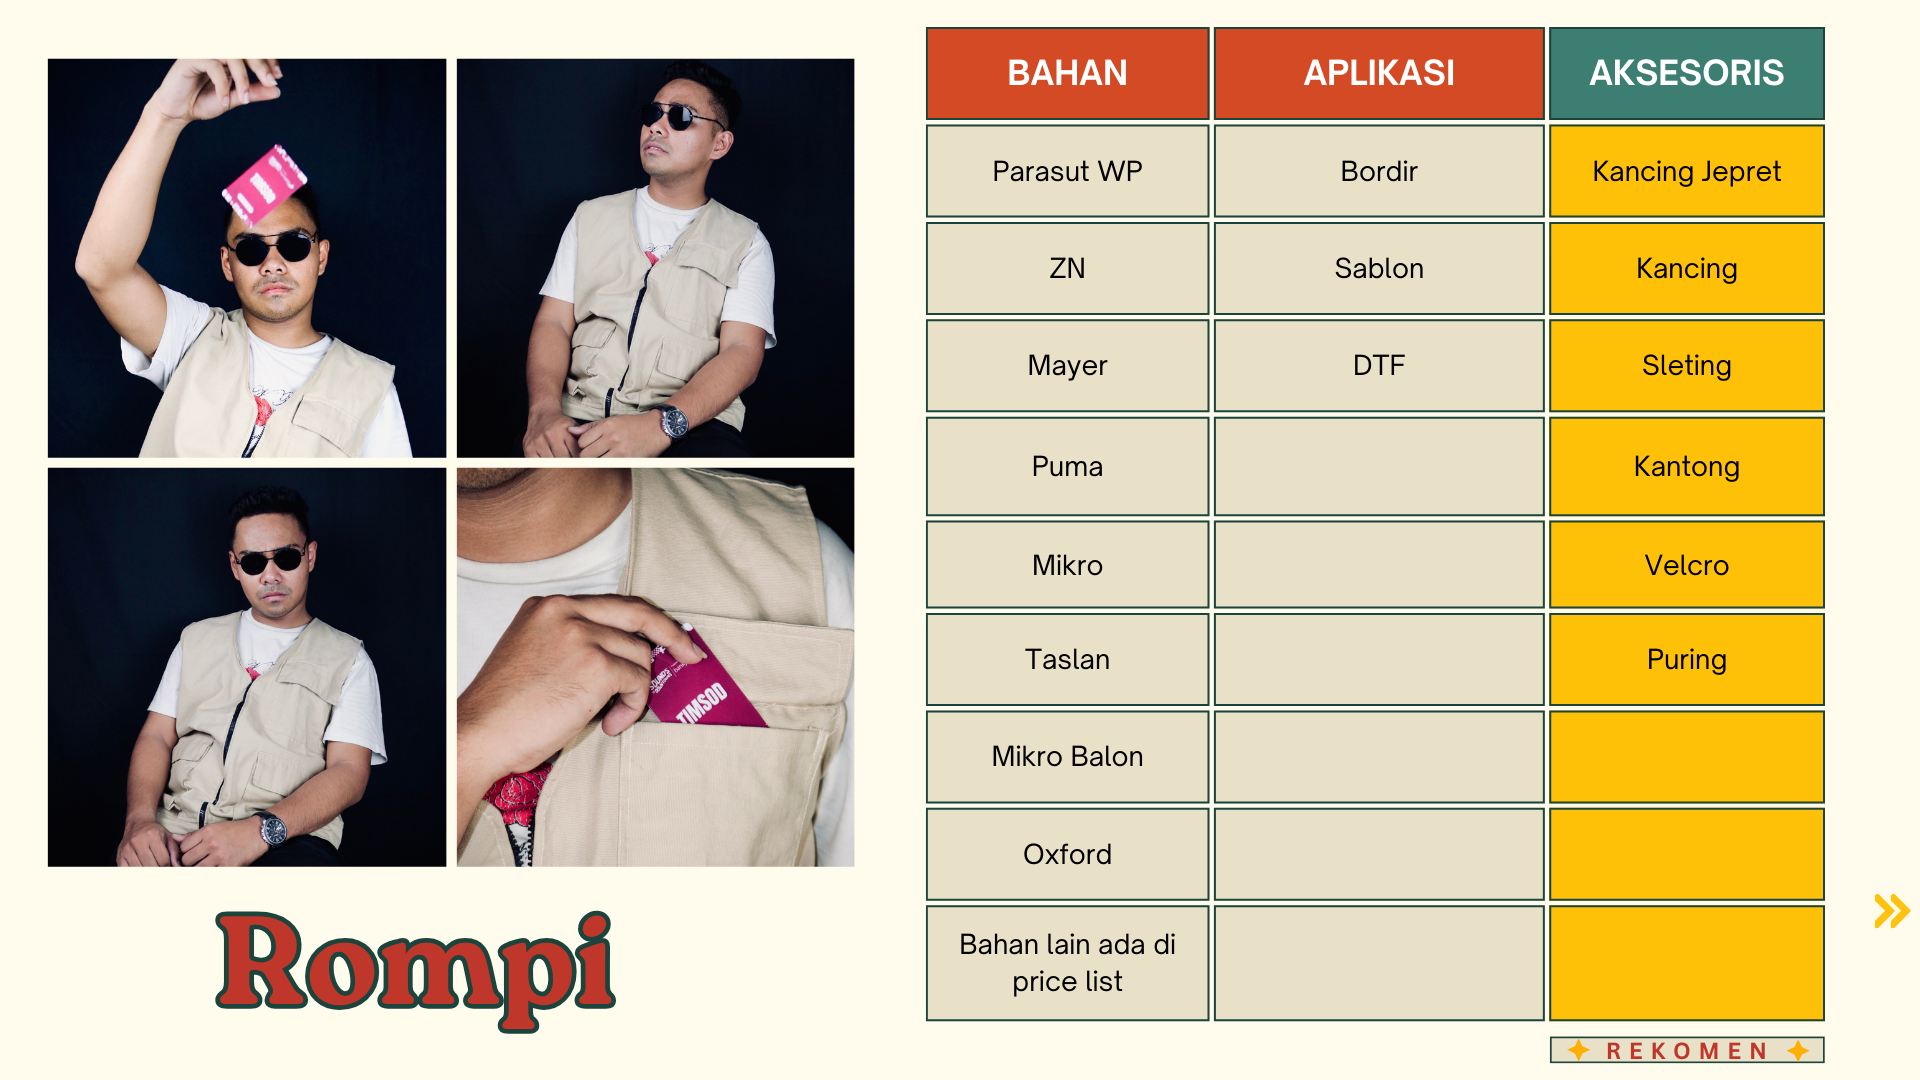 TIMSOD
TIMSOD
Rompi
BAHAN
APLIKASI
AKSESORIS
Parasut WP
Bordir
Kancing Jepret
ZN
Sablon
Kancing
Mayer
DTF
Sleting
Puma
Kantong
Mikro
Velcro
Taslan
Puring
Mikro Balon
Oxford
Bahan lain ada di
price list
REKOMEN